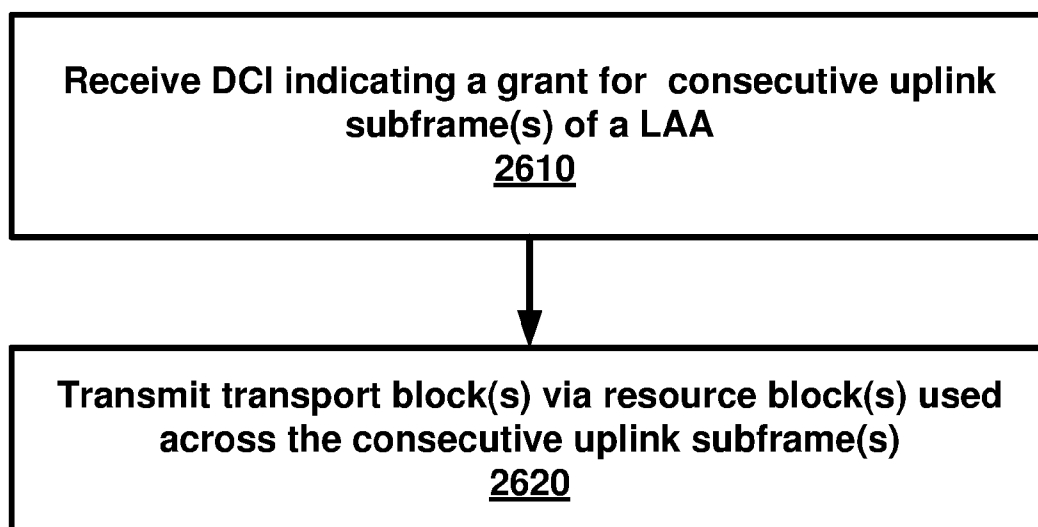 Receive DCI indicating a grant for consecutive uplink
subframe(s) of a LAA
2610
Transmit transport block(s) via resource block(s) used
across the consecutive uplink subframe(s)
2620